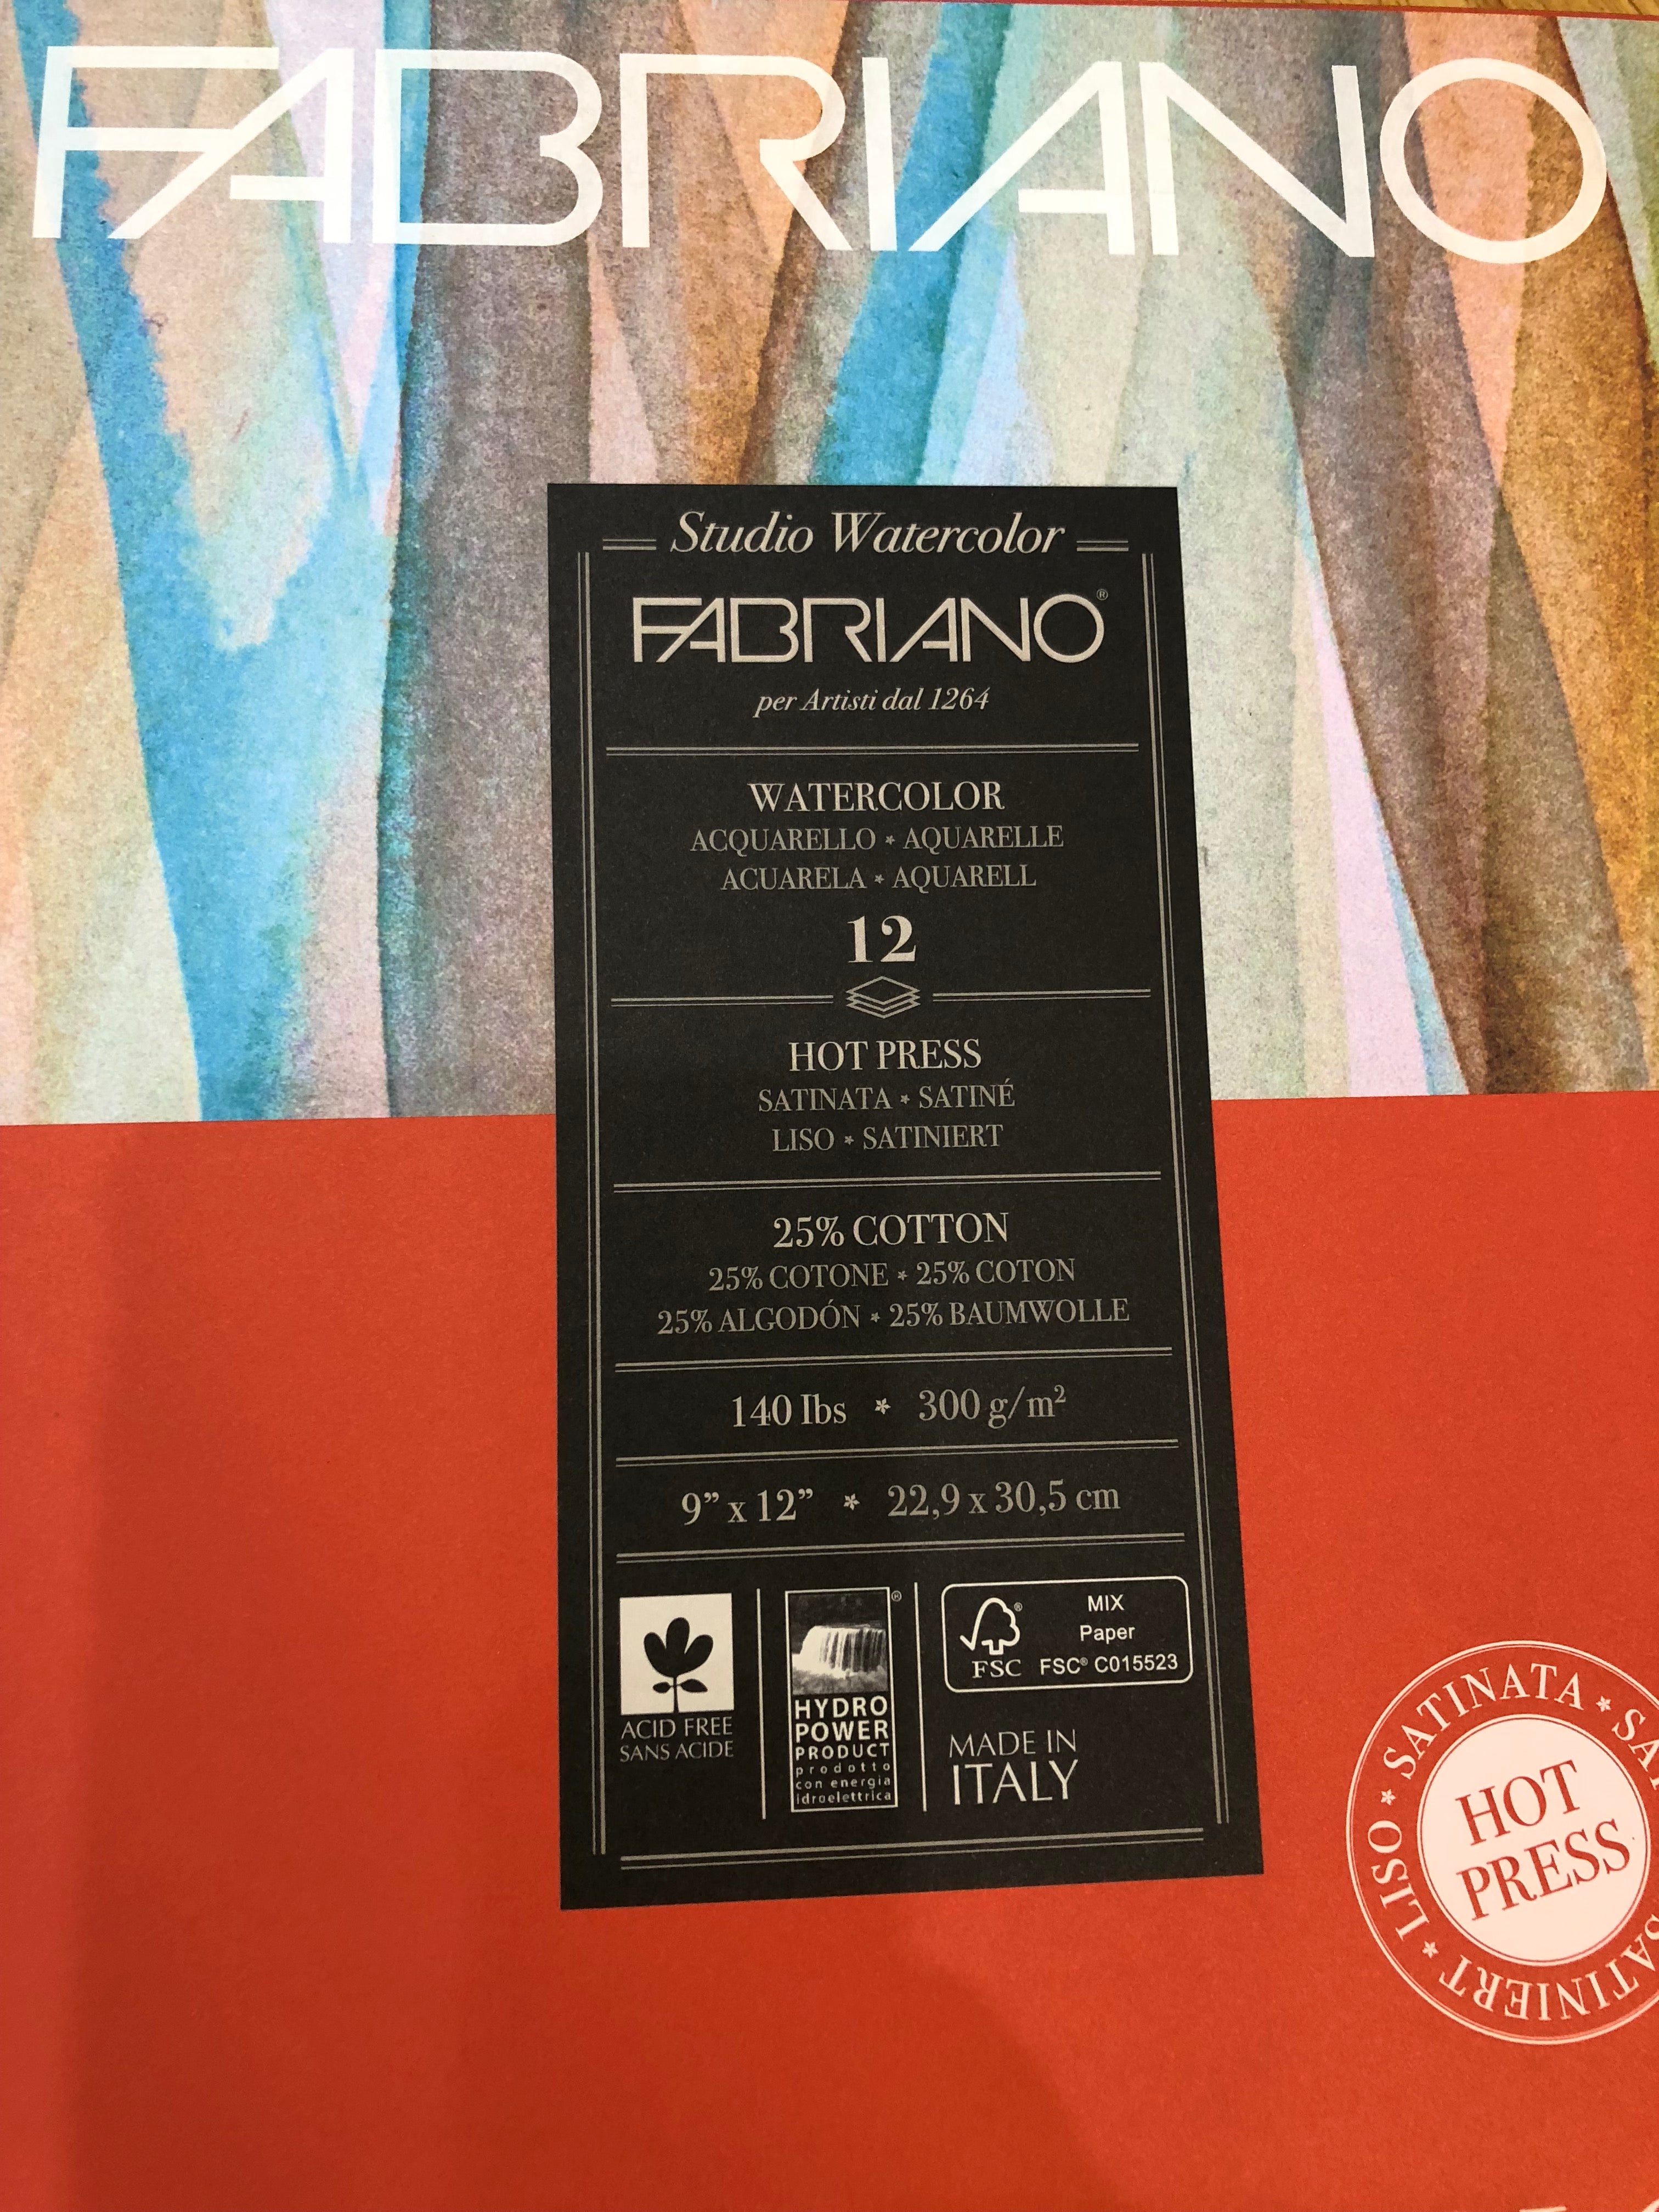 FABRIANO
Studio Watercolor
FABRIANO®
per Artisti dal 1264
WATERCOLOR
ACQUARELLO * AQUARELLE
ACUARELA * AQUARELL
12
HOT PRESS
SATINATA * SATINÉ
LISO * SATINIERT
25% COTTON
25% COTONE * 25% COTON
25% ALGODÓN * 25% BAUMWOLLE
140 lbs * 300 g/m²
9” x 12” * 22,9 x 30,5 cm
ACID FREE
SANS ACIDE
HYDRO
POWER
PRODUCT
prodotto
con energia
idroelettrica
®
FSC®
MIX
Paper
FSC® C015523
MADE IN
ITALY
LISO * SATINATA *
SATINIERT *
HOT
PRESS